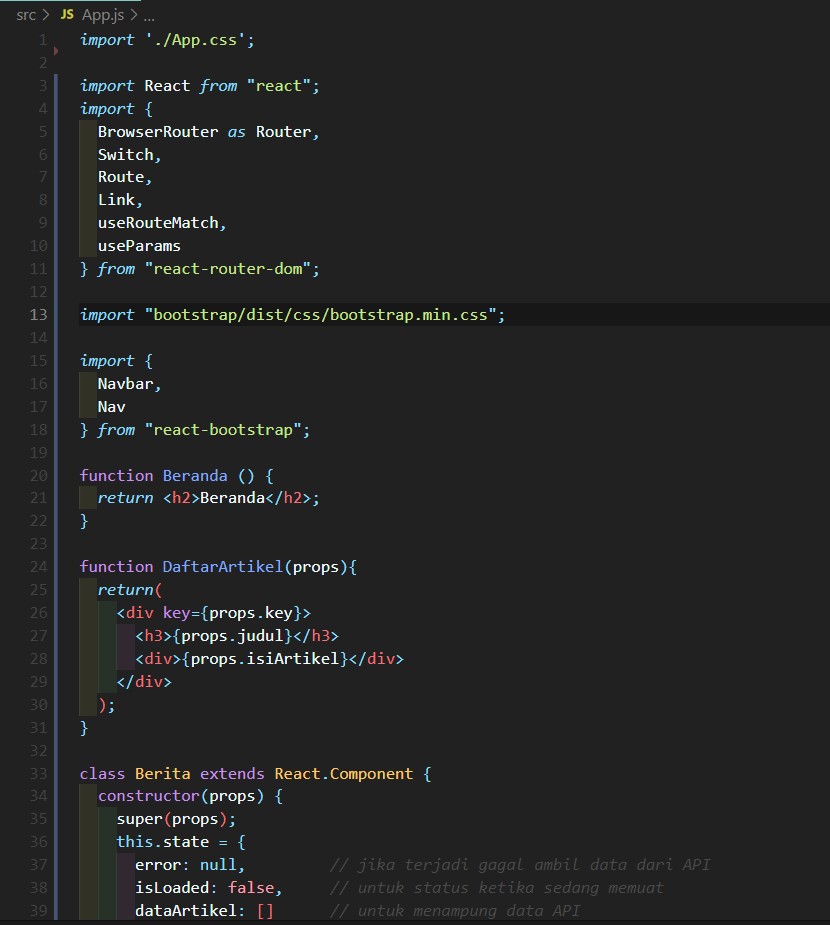 src > JS App.js > ...
1 import './App.css';
2
3 import React from "react";
4 import {
5   BrowserRouter as Router,
6   Switch,
7   Route,
8   Link,
9   useRouteMatch,
10   useParams
11 } from "react-router-dom";
12
13 import "bootstrap/dist/css/bootstrap.min.css";
14
15 import {
16   Navbar,
17   Nav
18 } from "react-bootstrap";
19
20 function Beranda () {
21   return <h2>Beranda</h2>;
22 }
23
24 function DaftarArtikel(props){
25   return(
26     <div key={props.key}>
27       <h3>{props.judul}</h3>
28       <div>{props.isiArtikel}</div>
29     </div>
30   );
31 }
32
33 class Berita extends React.Component {
34   constructor(props) {
35     super(props);
36     this.state = {
37       error: null,         // jika terjadi gagal ambil data dari API
38       isLoaded: false,     // untuk status ketika sedang memuat
39       dataArtikel: []      // untuk menampung data API